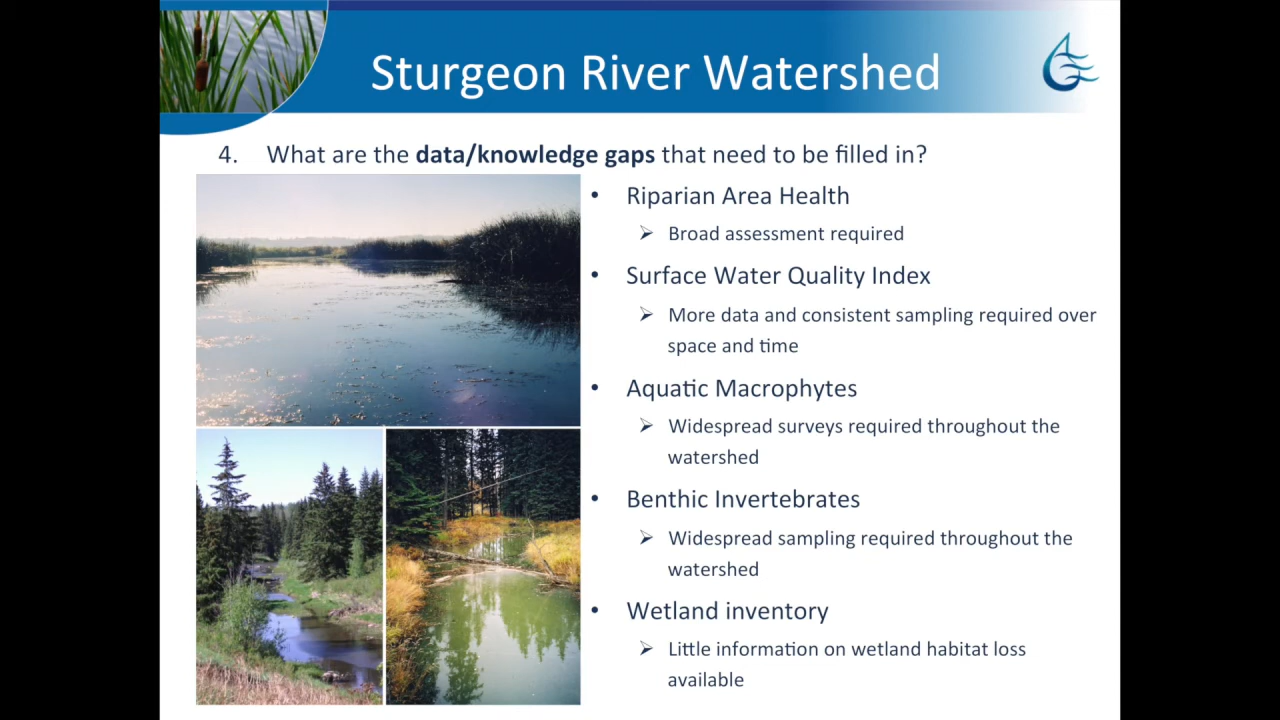 Sturgeon River Watershed
4. What are the data/knowledge gaps that need to be filled in?
• Riparian Area Health
➢ Broad assessment required
• Surface Water Quality Index
➢ More data and consistent sampling required over
space and time
• Aquatic Macrophytes
➢ Widespread surveys required throughout the
watershed
• Benthic Invertebrates
➢ Widespread sampling required throughout the
watershed
• Wetland inventory
➢ Little information on wetland habitat loss
available